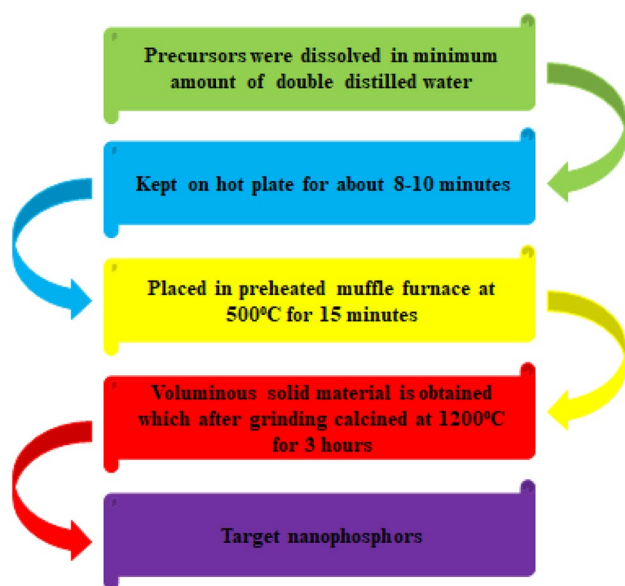 Precursors were dissolved in minimum
amount of double distilled water
Kept on hot plate for about 8-10 minutes
Placed in preheated muffle furnace at
500⁰C for 15 minutes
Voluminous solid material is obtained
which after grinding calcined at 1200⁰C
for 3 hours
Target nanophosphors